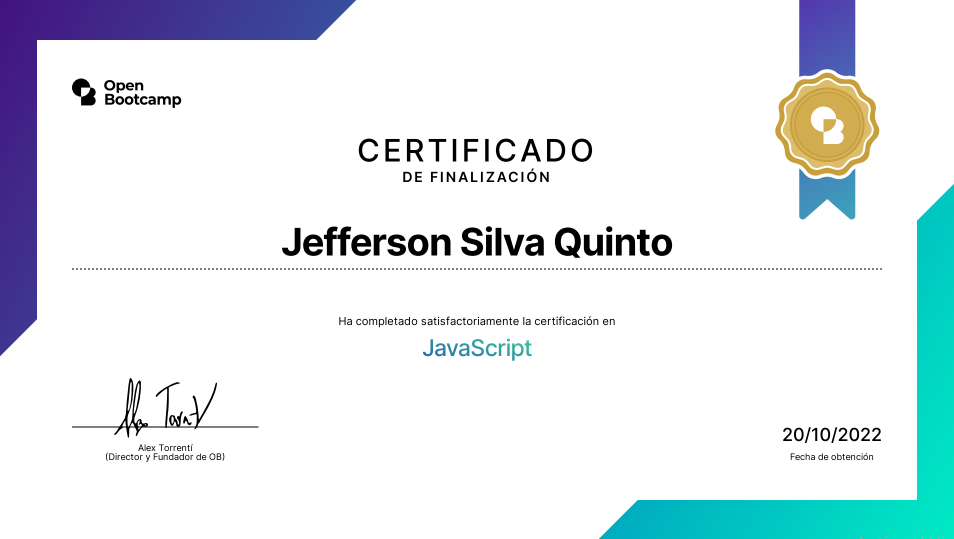 Open
Bootcamp
CERTIFICADO
DE FINALIZACIÓN
Jefferson Silva Quinto
Ha completado satisfactoriamente la certificación en
JavaScript
Alex Torrentí
(Director y Fundador de OB)
20/10/2022
Fecha de obtención